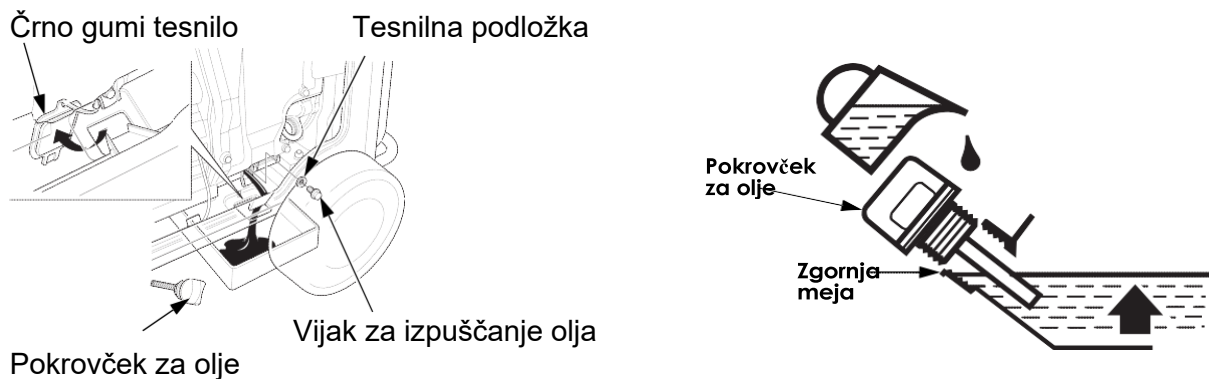 Črno gumi tesnilo
Tesnilna podložka
Vijak za izpuščanje olja
Pokrovček za olje
Pokrovček
za olje
Zgornja
meja